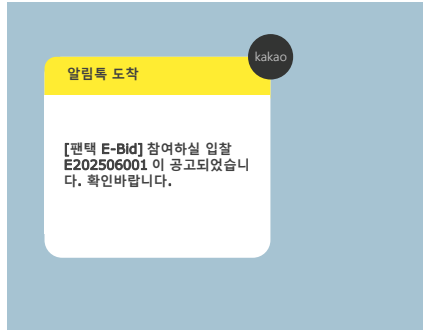 kakao
알림톡 도착
[팬택 E-Bid] 참여하실 입찰
E202506001 이 공고되었습니
다. 확인바랍니다.